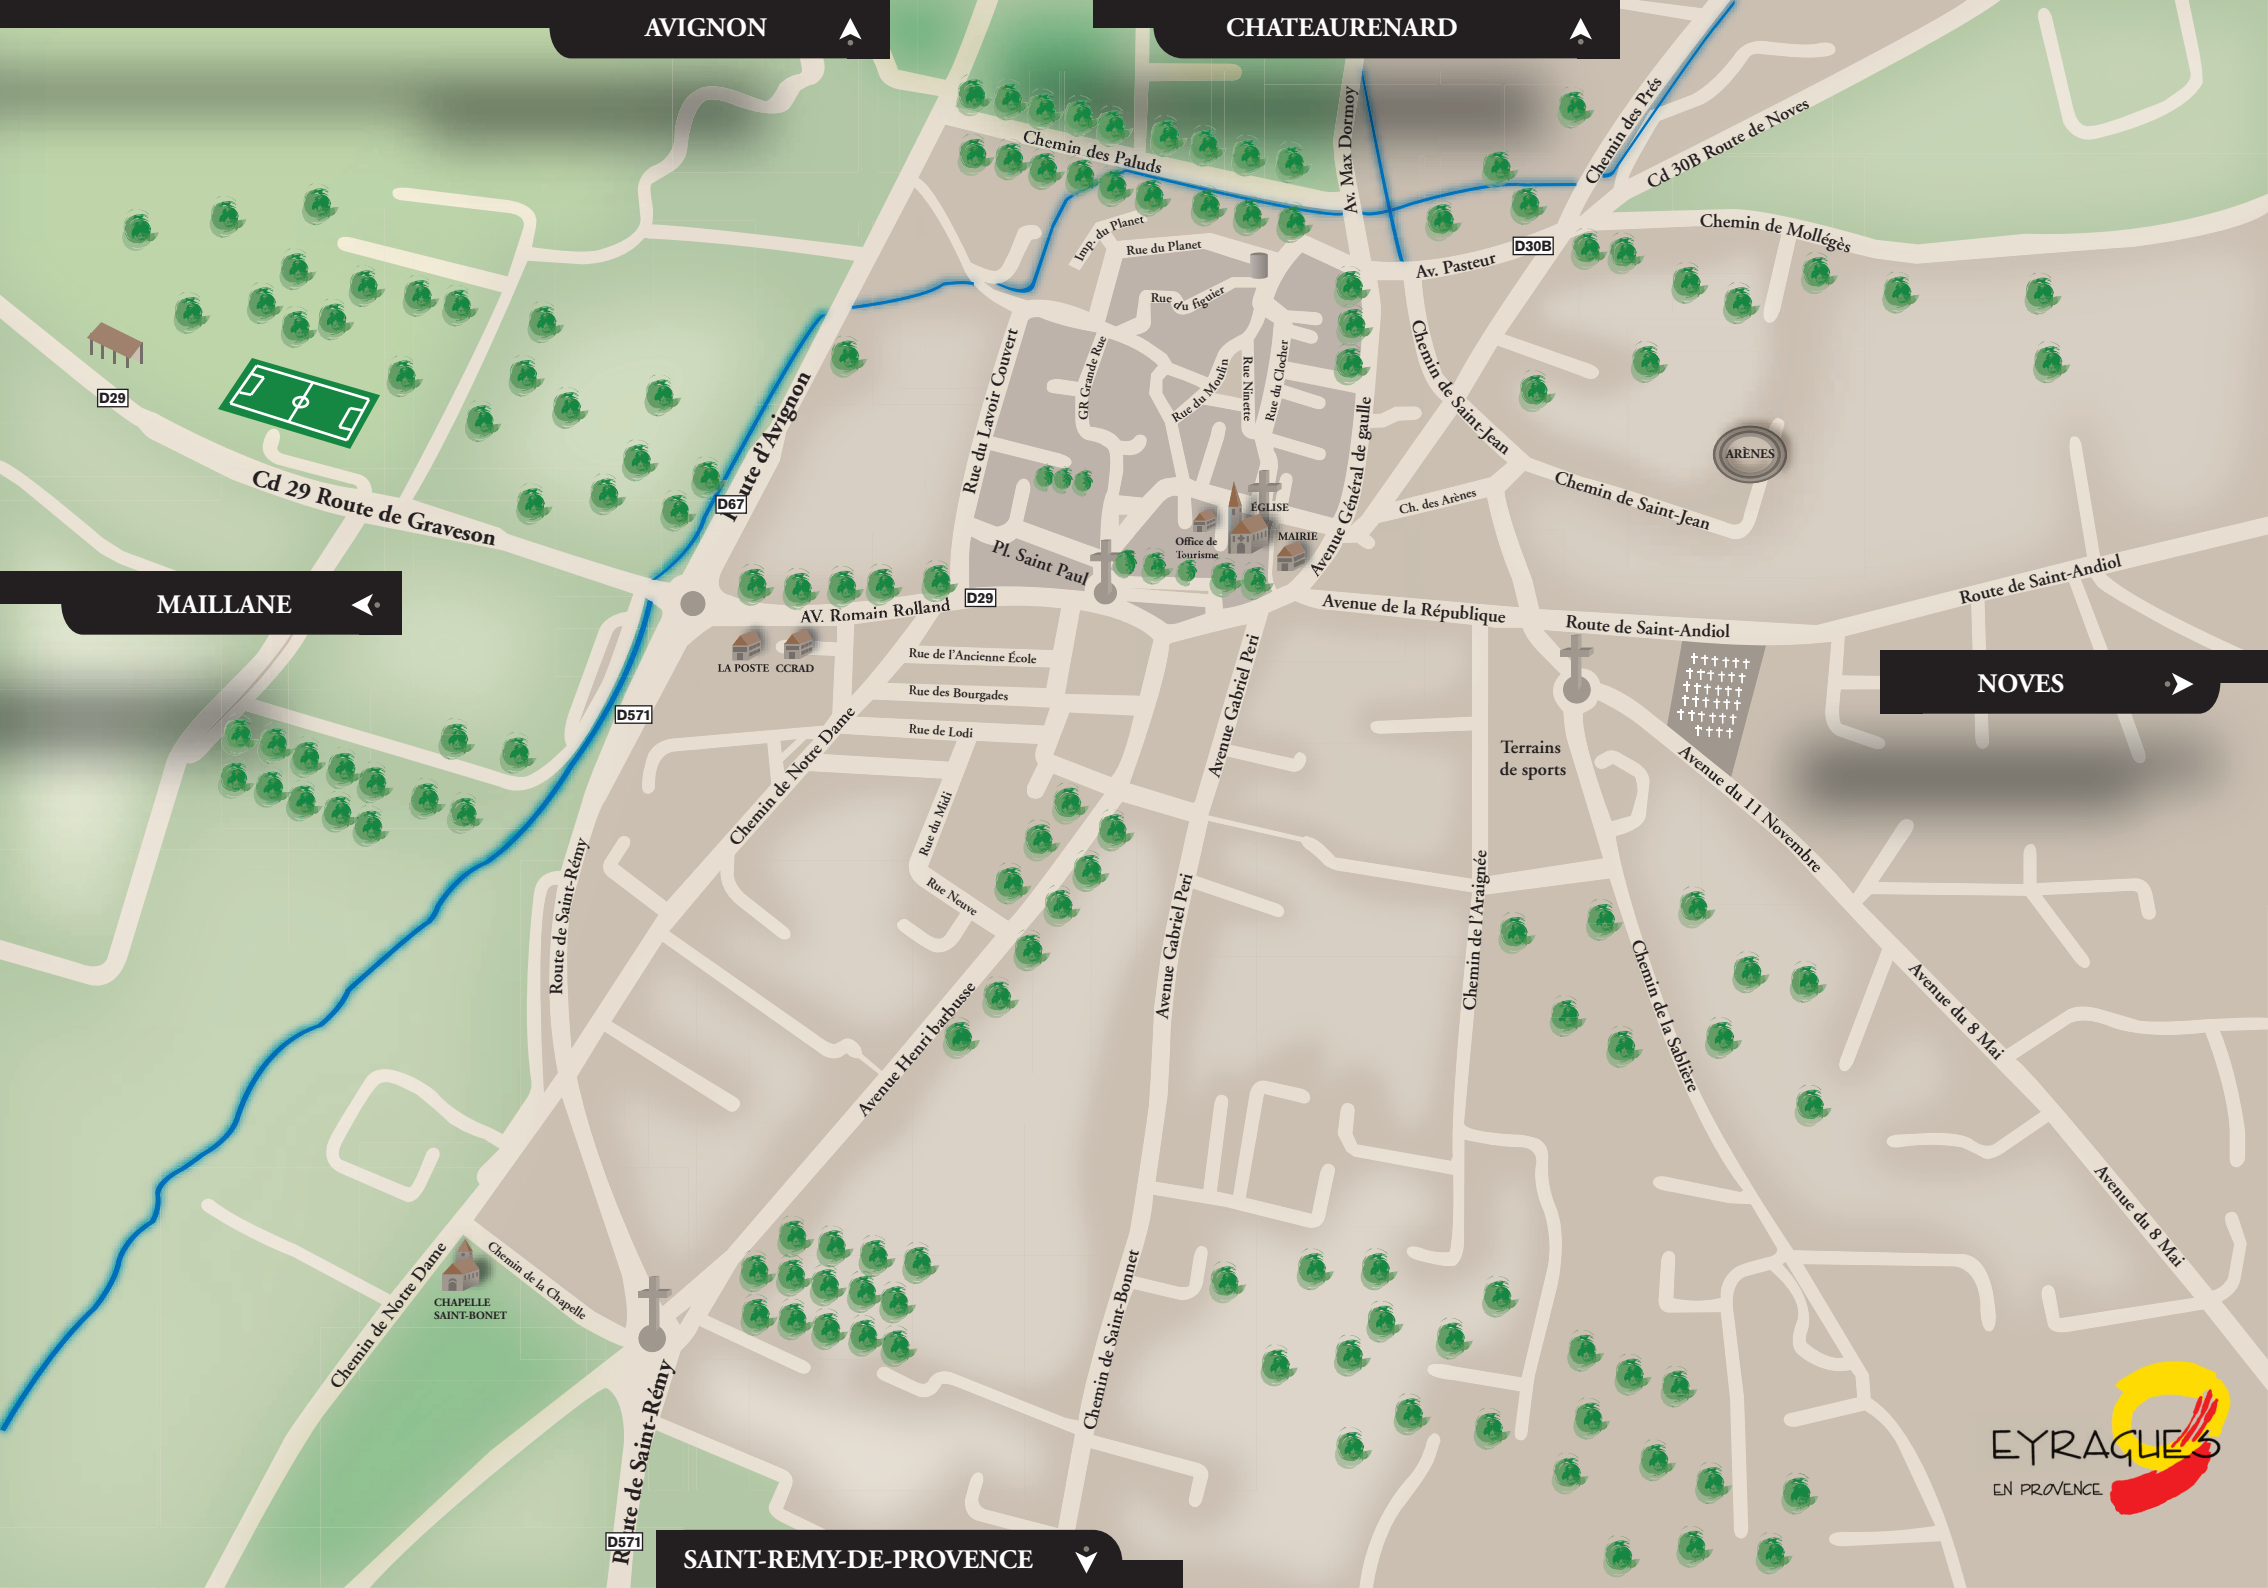 AVIGNON
CHATEAURENARD
Chemin des Paluds
Av. Max Dormoy
Chemin des Prés
Cd 30B Route de Noves
Imp. du Planet
Rue du Planet
D30B
Chemin de Mollégès
Av. Pasteur
Rue du figuier
D29
Rue du Lavoir Couvert
GR Grande Rue
Rue du Moulin
Rue Ninette
Rue du Clocher
Chemin de Saint-Jean
Route d'Avignon
Avenue Général de gaulle
ARÈNES
Cd 29 Route de Graveson
D67
Ch. des Arènes
Chemin de Saint-Jean
ÉGLISE
MAIRIE
Office de
Tourisme
Pl. Saint Paul
Route de Saint-Andiol
MAILLANE
AV. Romain Rolland
D29
Avenue de la République
Route de Saint-Andiol
LA POSTE
CCRAD
Rue de l'Ancienne École
Rue des Bourgades
Rue de Lodi
NOVES
D571
Avenue Gabriel Peri
Chemin de Notre Dame
Terrains
de sports
Avenue du 11 Novembre
Rue du Midi
Rue Neuve
Route de Saint-Rémy
Avenue Gabriel Peri
Chemin de l'Araignée
Chemin de la Sablière
Avenue du 8 Mai
Avenue Henri barbusse
Avenue du 8 Mai
Chemin de Notre Dame
Chemin de la Chapelle
CHAPELLE
SAINT-BONET
Chemin de Saint-Bonnet
Route de Saint-Rémy
D571
EYRAGUES
EN PROVENCE
SAINT-REMY-DE-PROVENCE